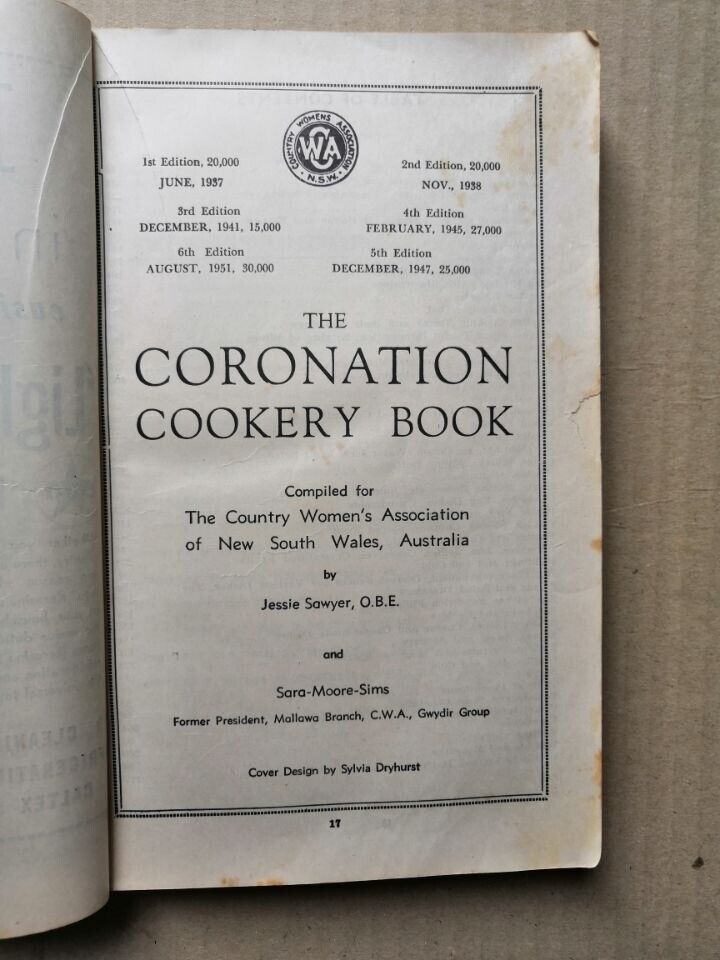 COUNTRY WOMENS ASSOCIATION
CWA
N.S.W.
1st Edition, 20,000
JUNE, 1937
2nd Edition, 20,000
NOV., 1938
3rd Edition
DECEMBER, 1941, 15,000
4th Edition
FEBRUARY, 1945, 27,000
6th Edition
AUGUST, 1951, 30,000
5th Edition
DECEMBER, 1947, 25,000
THE
CORONATION
COOKERY BOOK
Compiled for
The Country Women's Association
of New South Wales, Australia
by
Jessie Sawyer, O.B.E.
and
Sara-Moore-Sims
Former President, Mallawa Branch, C.W.A., Gwydir Group
Cover Design by Sylvia Dryhurst
17